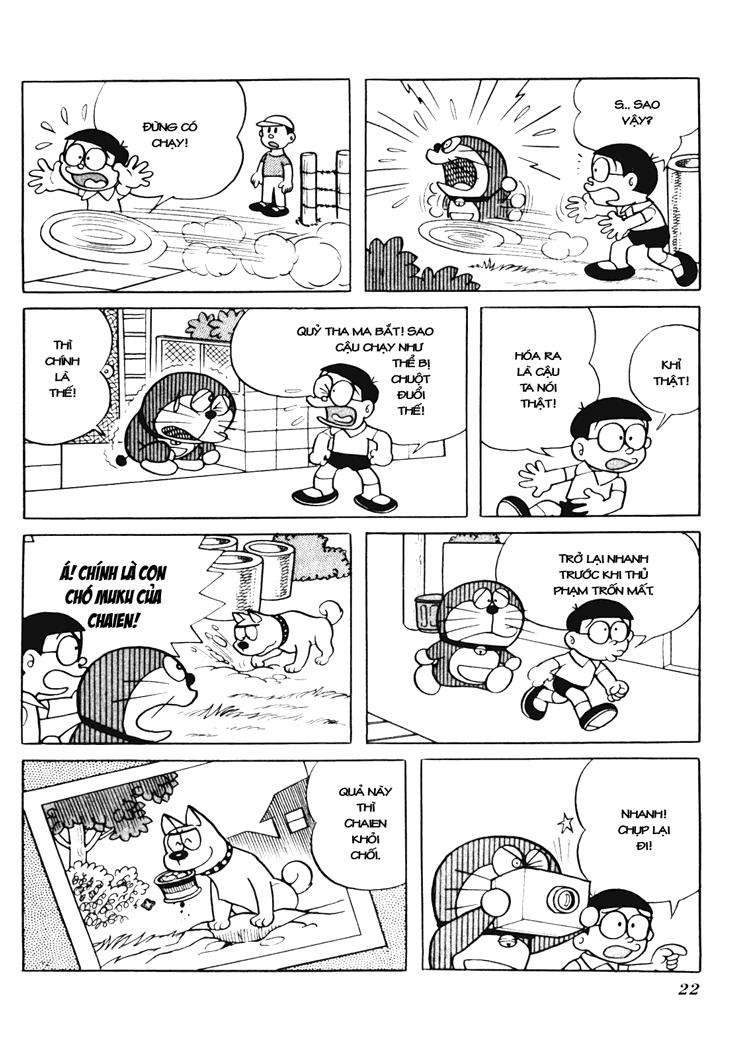 S.. SAO
VẬY?
ĐỪNG CÓ
CHẠY!
KHỈ
THẬT!
HÓA RA
LÀ CẬU
TA NÓI
THẬT!
QUỶ THA MA BẮT! SAO
CẬU CHẠY NHƯ
THỂ BỊ
CHUỘT
ĐUỔI
THẾ!
THÌ
CHÍNH
LÀ
THẾ!
TRỞ LẠI NHANH
TRƯỚC KHI THỦ
PHẠM TRỐN MẤT.
Á! CHÍNH LÀ CON
CHÓ MUKU CỦA
CHAIEN!
NHANH!
CHỤP LẠI
ĐI!
QUẢ NÀY
THÌ
CHAIEN
KHỎI
CHỐI.
22